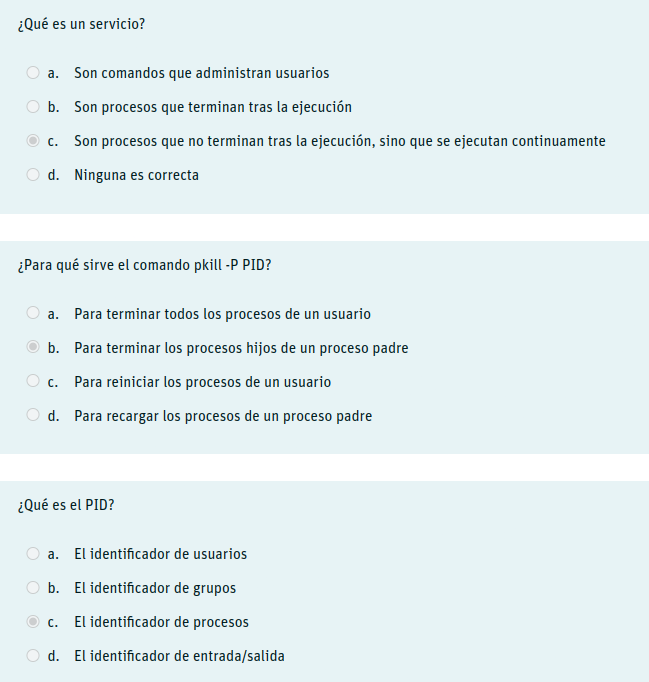 ¿Qué es un servicio?
a. Son comandos que administran usuarios
b. Son procesos que terminan tras la ejecución
c. Son procesos que no terminan tras la ejecución, sino que se ejecutan continuamente
d. Ninguna es correcta
¿Para qué sirve el comando pkill -P PID?
a. Para terminar todos los procesos de un usuario
b. Para terminar los procesos hijos de un proceso padre
c. Para reiniciar los procesos de un usuario
d. Para recargar los procesos de un proceso padre
¿Qué es el PID?
a. El identificador de usuarios
b. El identificador de grupos
c. El identificador de procesos
d. El identificador de entrada/salida